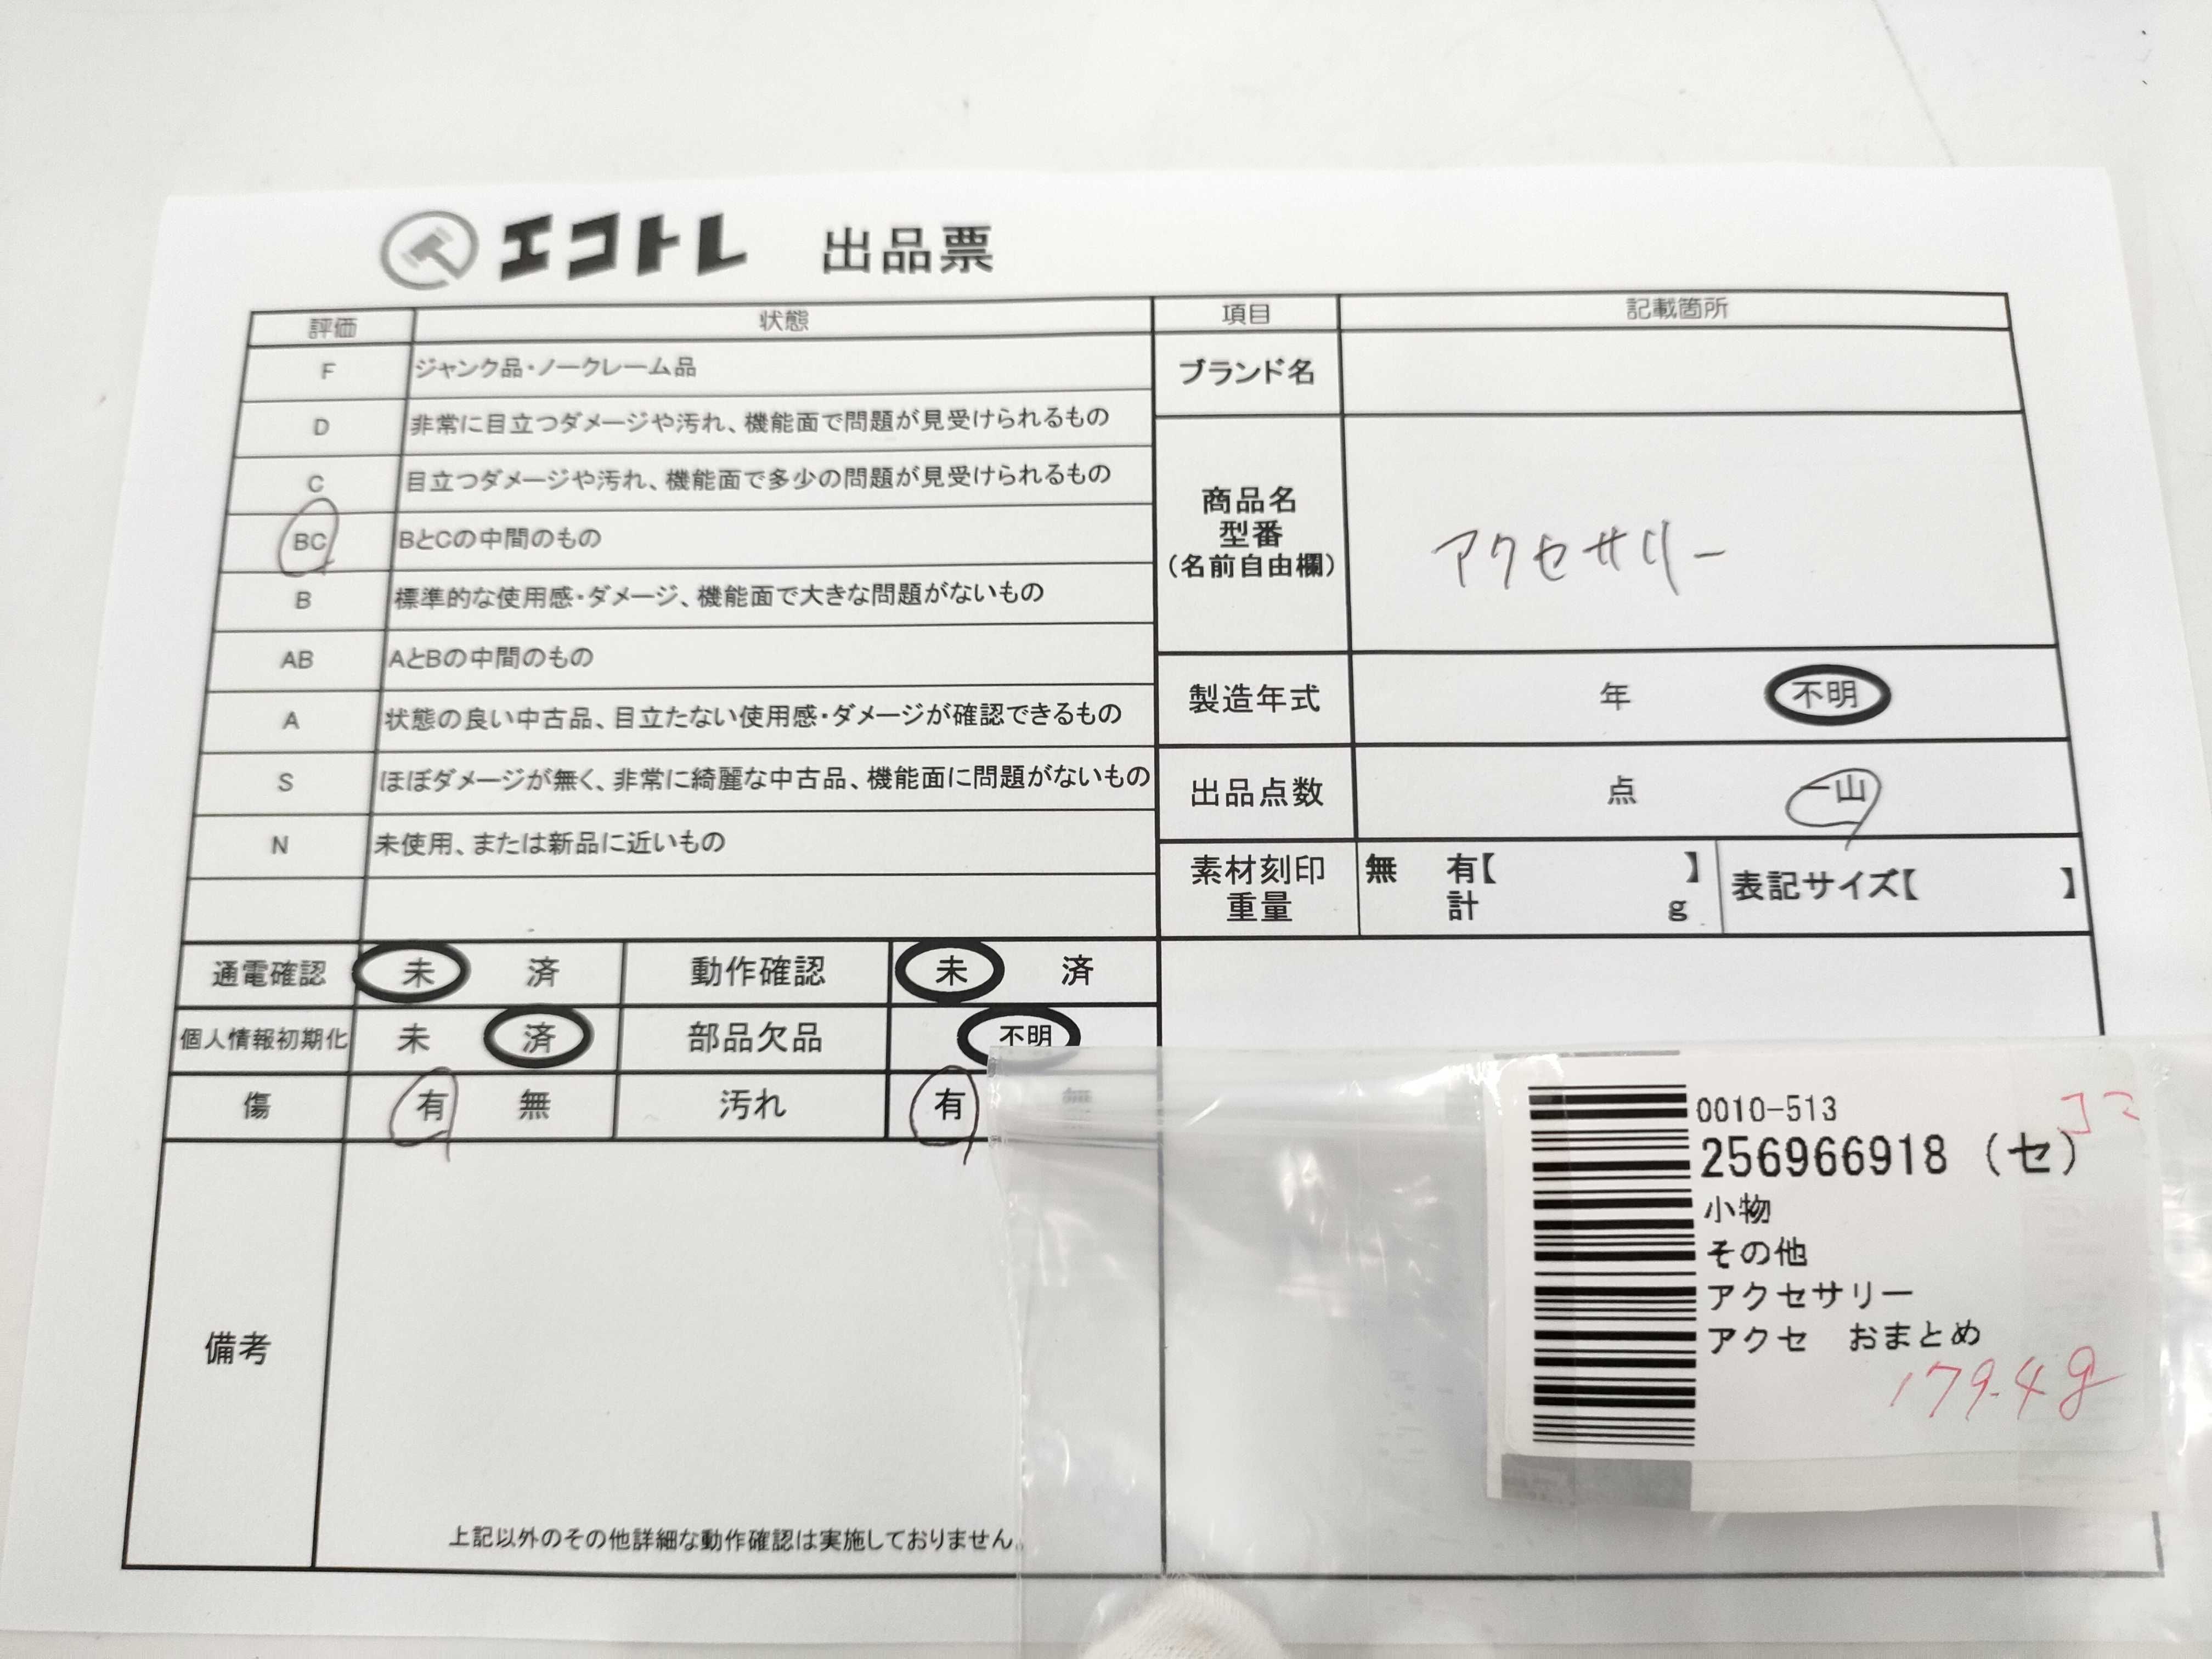 エコトレ 出品票
評価 状態 項目 記載箇所
F ジャンク品・ノークレーム品
D 非常に目立つダメージや汚れ、機能面で問題が見受けられるもの
C 目立つダメージや汚れ、機能面で多少の問題が見受けられるもの
BC BとCの中間のもの
B 標準的な使用感・ダメージ、機能面で大きな問題がないもの
AB AとBの中間のもの
A 状態の良い中古品、目立たない使用感・ダメージが確認できるもの
S ほぼダメージが無く、非常に綺麗な中古品、機能面に問題がないもの
N 未使用、または新品に近いもの
ブランド名
商品名
型番
(名前自由欄)
アクセサリー
製造年式 年 不明
出品点数 点 一山
素材刻印 無 有【 】 表記サイズ【 】
重量 計 g
通電確認 未 済 動作確認 未 済
個人情報初期化 未 済 部品欠品 不明
傷 有 無 汚れ 有 無
備考
上記以外のその他詳細な動作確認は実施しておりません。
コマ
0010-513
256966918 (セ)
小物
その他
アクセサリー
アクセ おまとめ
179.4g